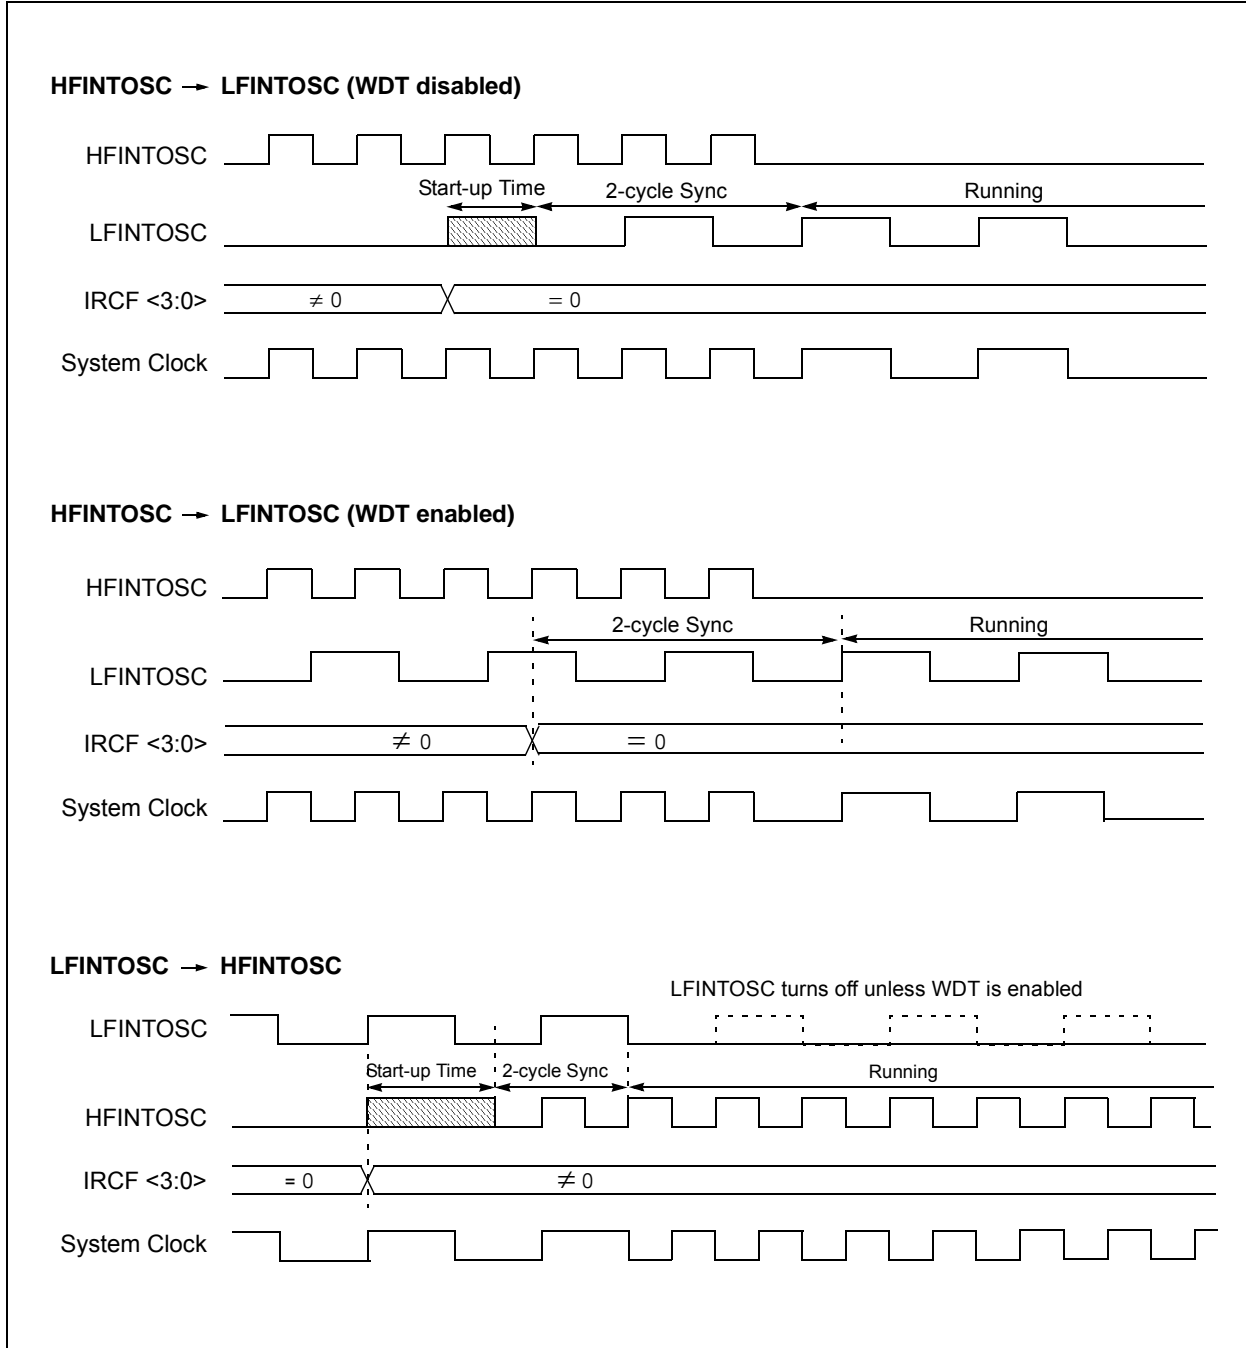 HFINTOSC → LFINTOSC (WDT disabled)
HFINTOSC
Start-up Time 2-cycle Sync Running
LFINTOSC
IRCF <3:0> ≠ 0 = 0
System Clock
HFINTOSC → LFINTOSC (WDT enabled)
HFINTOSC
2-cycle Sync Running
LFINTOSC
IRCF <3:0> ≠ 0 = 0
System Clock
LFINTOSC → HFINTOSC
LFINTOSC turns off unless WDT is enabled
LFINTOSC
Start-up Time 2-cycle Sync Running
HFINTOSC
IRCF <3:0> = 0 ≠ 0
System Clock